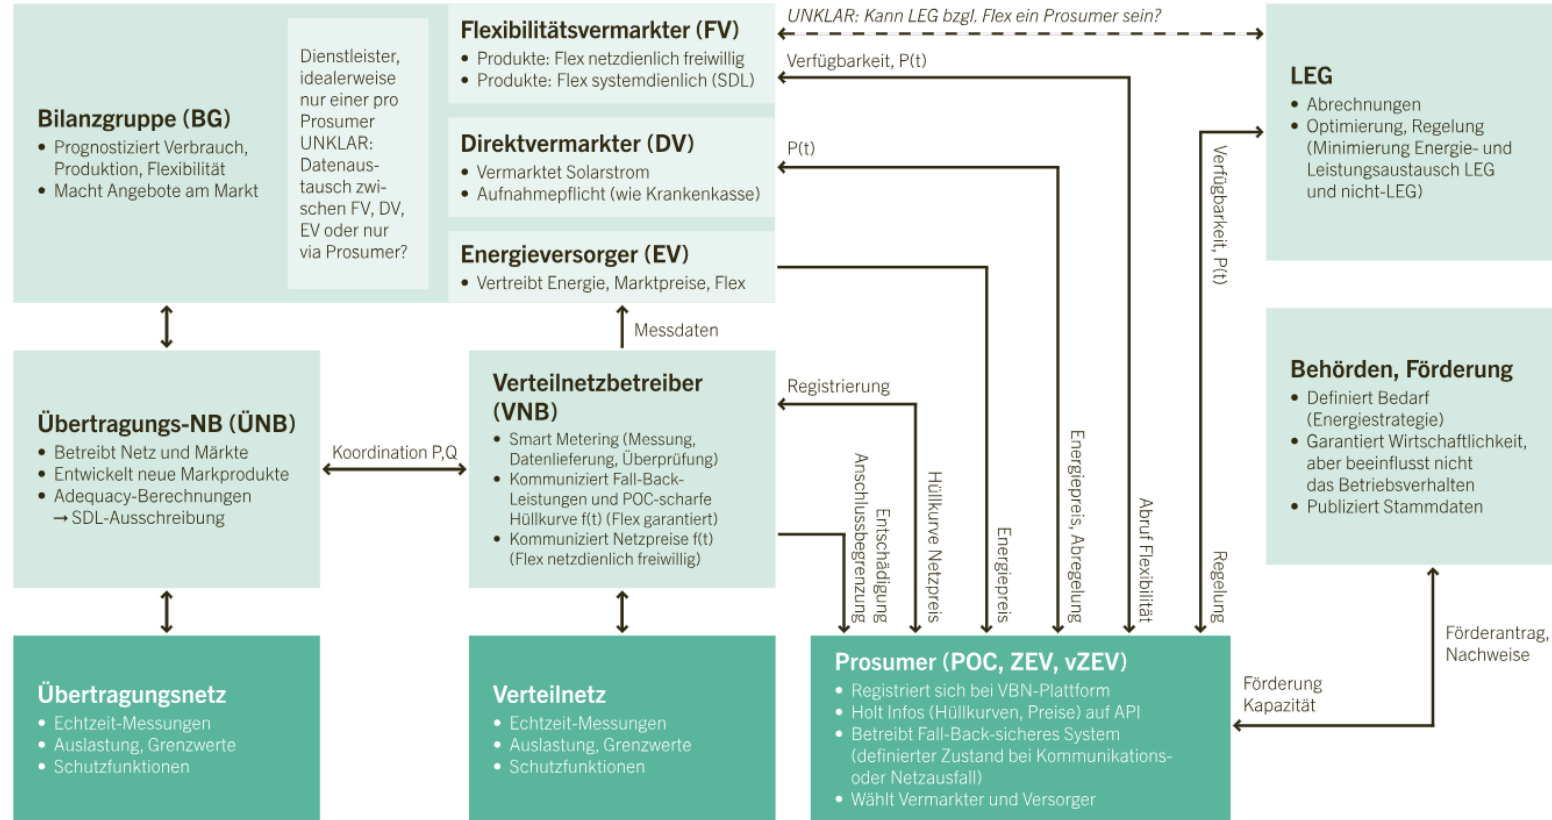 Bilanzgruppe (BG)
• Prognostiziert Verbrauch,
Produktion, Flexibilität
• Macht Angebote am Markt
Dienstleister,
idealerweise
nur einer pro
Prosumer
UNKLAR:
Datenaus-
tausch zwi-
schen FV, DV,
EV oder nur
via Prosumer?
Flexibilitätsvermarkter (FV)
• Produkte: Flex netzdienlich freiwillig
• Produkte: Flex systemdienlich (SDL)
Direktvermarkter (DV)
• Vermarktet Solarstrom
• Aufnahmepflicht (wie Krankenkasse)
Energieversorger (EV)
• Vertreibt Energie, Marktpreise, Flex
UNKLAR: Kann LEG bzgl. Flex ein Prosumer sein?
Verfügbarkeit, P(t)
P(t)
LEG
• Abrechnungen
• Optimierung, Regelung
(Minimierung Energie- und
Leistungsaustausch LEG
und nicht-LEG)
Verfügbarkeit, P(t)
Messdaten
Übertragungs-NB (ÜNB)
• Betreibt Netz und Märkte
• Entwickelt neue Markprodukte
• Adequacy-Berechnungen
→ SDL-Ausschreibung
Koordination P,Q
Verteilnetzbetreiber
(VNB)
• Smart Metering (Messung,
Datenlieferung, Überprüfung)
• Kommuniziert Fall-Back-
Leistungen und POC-scharfe
Hüllkurve f(t) (Flex garantiert)
• Kommuniziert Netzpreise f(t)
(Flex netzdienlich freiwillig)
Registrierung
Anschlussbegrenzung
Entschädigung
Hüllkurve Netzpreis
Energiepreis
Energiepreis, Abregelung
Abruf Flexibilität
Regelung
Behörden, Förderung
• Definiert Bedarf
(Energiestrategie)
• Garantiert Wirtschaftlichkeit,
aber beeinflusst nicht
das Betriebsverhalten
• Publiziert Stammdaten
Förderantrag,
Nachweise
Förderung
Kapazität
Übertragungsnetz
• Echtzeit-Messungen
• Auslastung, Grenzwerte
• Schutzfunktionen
Verteilnetz
• Echtzeit-Messungen
• Auslastung, Grenzwerte
• Schutzfunktionen
Prosumer (POC, ZEV, vZEV)
• Registriert sich bei VBN-Plattform
• Holt Infos (Hüllkurven, Preise) auf API
• Betreibt Fall-Back-sicheres System
(definierter Zustand bei Kommunikations-
oder Netzausfall)
• Wählt Vermarkter und Versorger